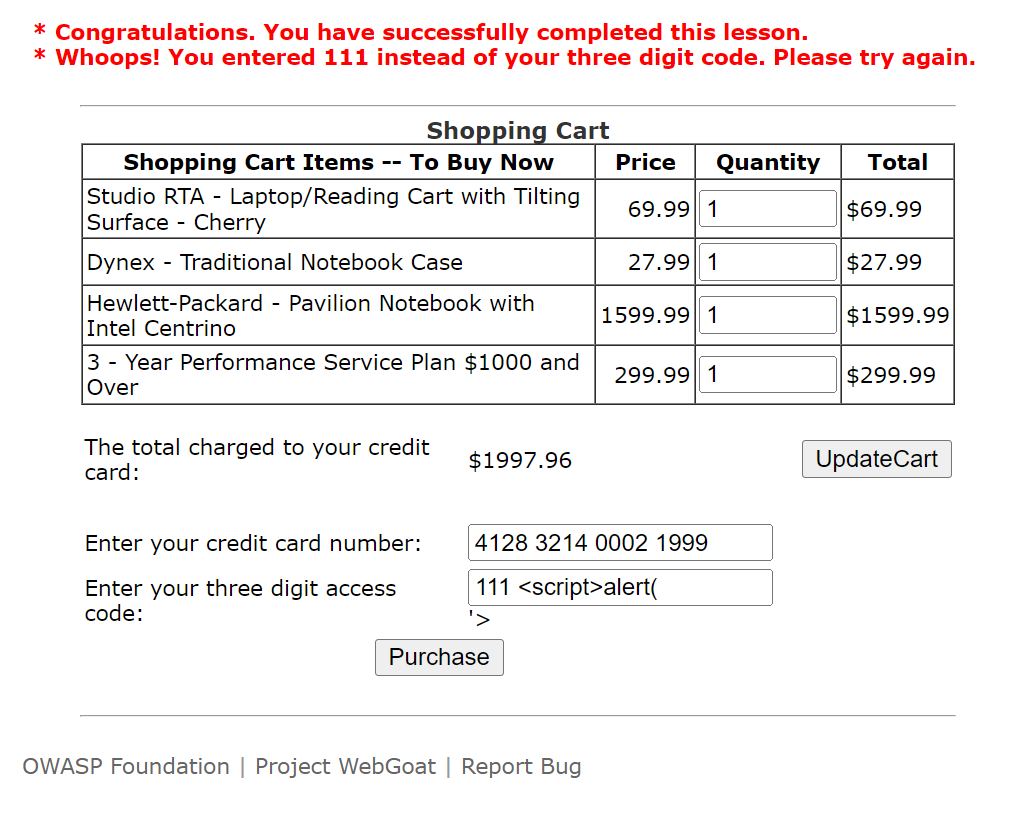 * Congratulations. You have successfully completed this lesson.
* Whoops! You entered 111 instead of your three digit code. Please try again.
Shopping Cart
Shopping Cart Items -- To Buy Now Price Quantity Total
Studio RTA - Laptop/Reading Cart with Tilting
Surface - Cherry 69.99 1 $69.99
Dynex - Traditional Notebook Case 27.99 1 $27.99
Hewlett-Packard - Pavilion Notebook with
Intel Centrino 1599.99 1 $1599.99
3 - Year Performance Service Plan $1000 and
Over 299.99 1 $299.99
The total charged to your credit
card: $1997.96 UpdateCart
Enter your credit card number: 4128 3214 0002 1999
Enter your three digit access
code: 111 <script>alert(
'>
Purchase
OWASP Foundation | Project WebGoat | Report Bug